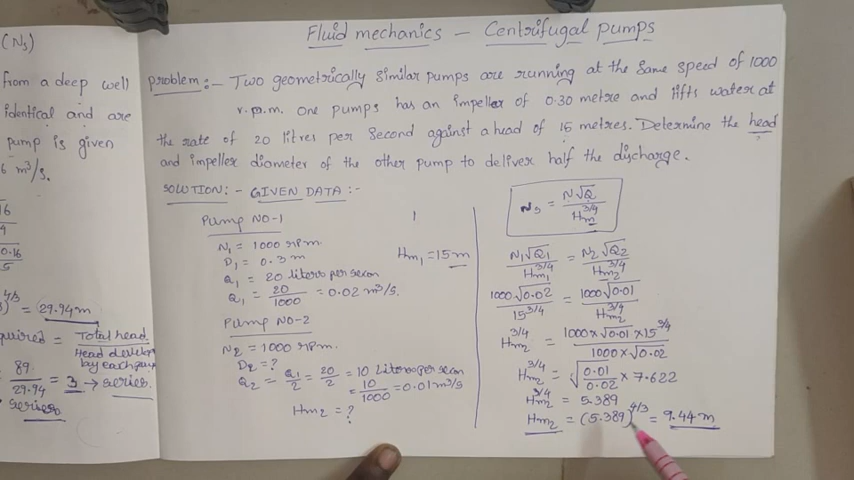 Fluid mechanics - Centrifugal pumps
(Ns)
from a deep well
identical and are
pump is given
6 m³/s.
16
4
0.16
5
4/3
) = 29.94m
quired = Total head
Head develop
by each pump
89
29.94 = 3 → series.
series
problem:- Two geometrically similar pumps are running at the same speed of 1000
r.p.m. one pumps has an impeller of 0.30 metre and lifts water at
the rate of 20 litres per second against a head of 15 metres. Determine the head
and impeller diameter of the other pump to deliver half the discharge.
SOLUTION:- GIVEN DATA:-
Pump NO-1
N1 = 1000 rpm.
D1 = 0.3 m
Hm1 = 15m
Q1 = 20 liters per secon
Q1 = 20/1000 = 0.02 m³/s.
Pump NO-2
N2 = 1000 rpm.
D2 = ?
Q2 = Q1/2 = 20/2 = 10 Liters per secon
= 10/1000 = 0.01 m³/s
Hm2 = ?
Ns = N√Q / Hm^3/4
N1√Q1 / Hm1^3/4 = N2√Q2 / Hm2^3/4
1000√0.02 / 15^3/4 = 1000√0.01 / Hm2^3/4
Hm2^3/4 = 1000×√0.01×15^3/4 / 1000×√0.02
Hm2^3/4 = √0.01/0.02 × 7.622
Hm2^3/4 = 5.389
Hm2 = (5.389)^4/3 = 9.44m